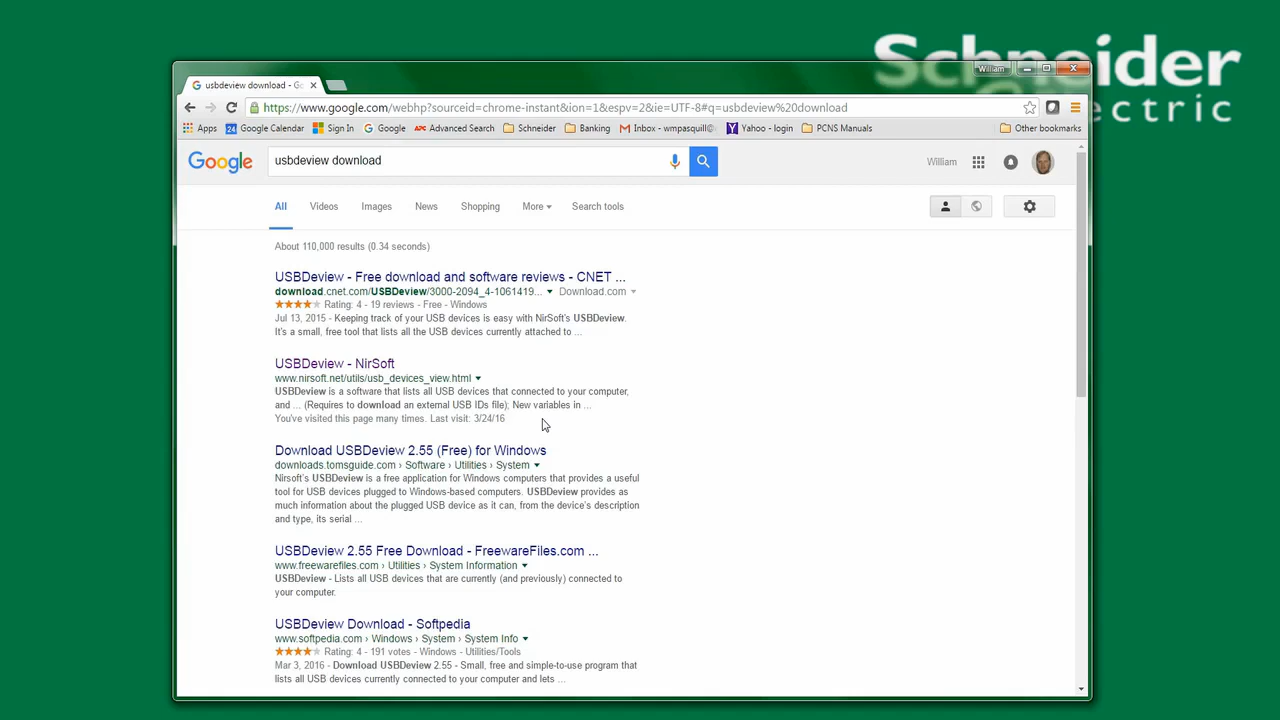 Schneider
Electric
William
usbdeview download - Go
https://www.google.com/webhp?sourceid=chrome-instant&ion=1&espv=2&ie=UTF-8#q=usbdeview%20download
Apps 24 Google Calendar Sign In Google APC Advanced Search Schneider Banking Inbox - wmpasquill@ Yahoo - login PCNS Manuals Other bookmarks
Google usbdeview download William
All Videos Images News Shopping More Search tools
About 110,000 results (0.34 seconds)
USBDeview - Free download and software reviews - CNET ...
download.cnet.com/USBDeview/3000-2094_4-1061419... Download.com
Rating: 4 - 19 reviews - Free - Windows
Jul 13, 2015 - Keeping track of your USB devices is easy with NirSoft's USBDeview.
It's a small, free tool that lists all the USB devices currently attached to ...
USBDeview - NirSoft
www.nirsoft.net/utils/usb_devices_view.html
USBDeview is a software that lists all USB devices that connected to your computer,
and ... (Requires to download an external USB IDs file); New variables in ...
You've visited this page many times. Last visit: 3/24/16
Download USBDeview 2.55 (Free) for Windows
downloads.tomsguide.com › Software › Utilities › System
Nirsoft's USBDeview is a free application for Windows computers that provides a useful
tool for USB devices plugged to Windows-based computers. USBDeview provides as
much information about the plugged USB device as it can, from the device's description
and type, its serial ...
USBDeview 2.55 Free Download - FreewareFiles.com ...
www.freewarefiles.com › Utilities › System Information
USBDeview - Lists all USB devices that are currently (and previously) connected to
your computer.
USBDeview Download - Softpedia
www.softpedia.com › Windows › System › System Info
Rating: 4 - 191 votes - Windows - Utilities/Tools
Mar 3, 2016 - Download USBDeview 2.55 - Small, free and simple-to-use program that
lists all USB devices currently connected to your computer and lets ...